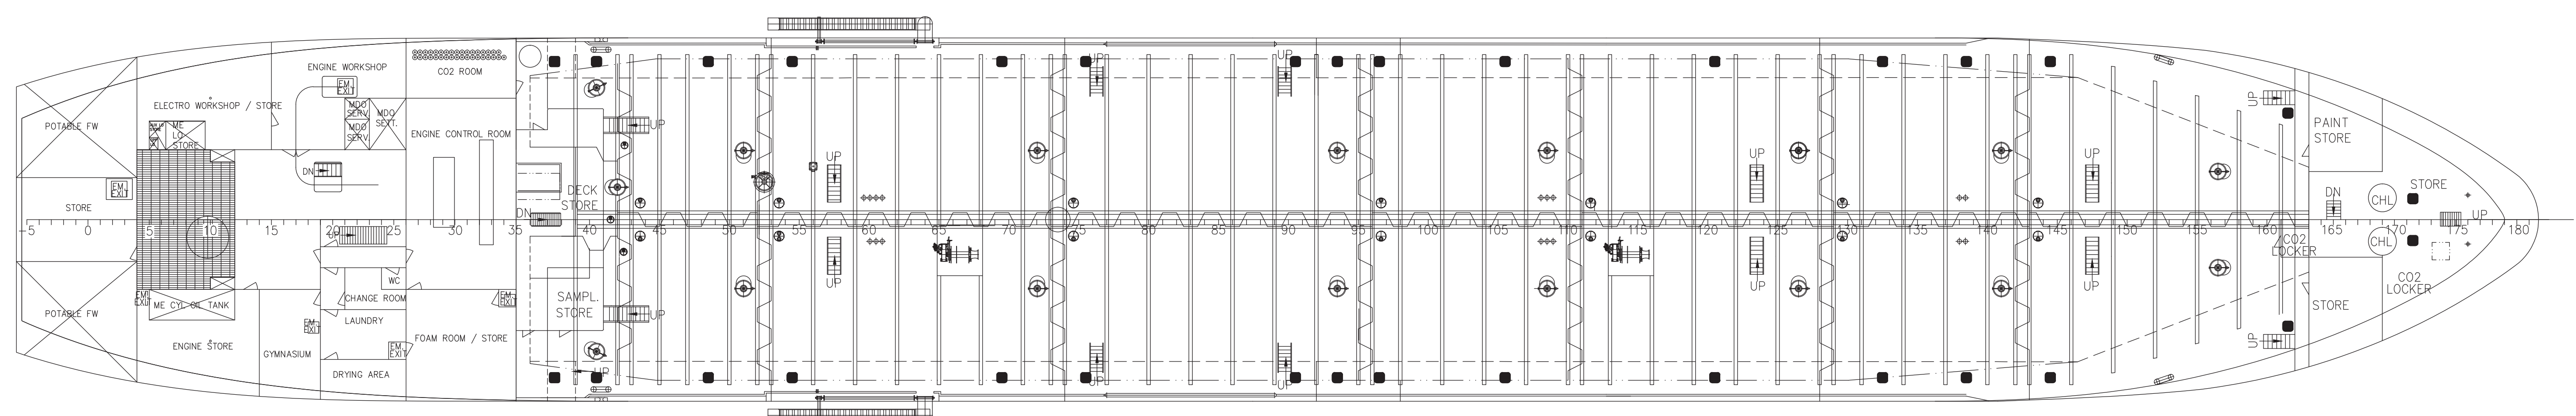 ENGINE WORKSHOP
CO2 ROOM
EM.
EXIT
ELECTRO WORKSHOP / STORE
MDO
SERV.
MDO
SETT.
MDO
SERV.
POTABLE FW
ME
LO
STORE
ENGINE CONTROL ROOM
DN
EM.
EXIT
STORE
DECK
STORE
DN
UP
UP
UP
UP
UP
UP
UP
UP
PAINT
STORE
DN
CHL
STORE
UP
-5 0 5 10 15 20 25 30 35 40 45 50 55 60 65 70 75 80 85 90 95 100 105 110 115 120 125 130 135 140 145 150 155 160 165 170 175 180
UP
CHL
CO2
LOCKER
CO2
LOCKER
WC
CHANGE ROOM
EM.
EXIT
ME CYL OIL TANK
EM.
EXIT
POTABLE FW
LAUNDRY
EM.
EXIT
ENGINE STORE
GYMNASIUM
FOAM ROOM / STORE
EM.
EXIT
DRYING AREA
SAMPL.
STORE
UP
UP
UP
UP
UP
UP
UP
UP
STORE
UP